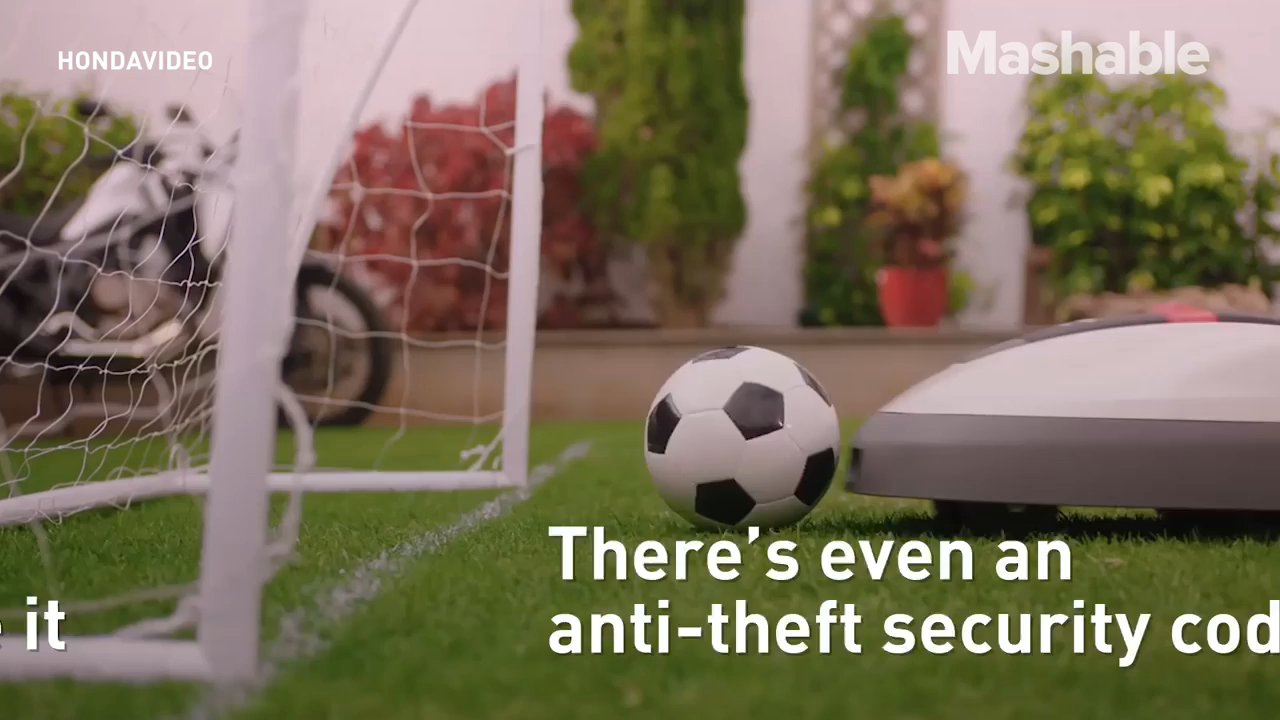 HONDAVIDEO
Mashable
it
There's even an
anti-theft security cod